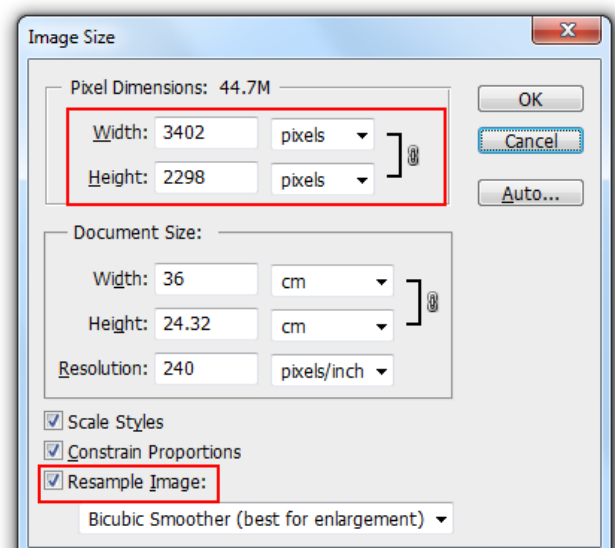 Image Size
Pixel Dimensions: 44.7M
OK
Width: 3402 pixels
Cancel
Height: 2298 pixels
Auto...
Document Size:
Width: 36 cm
Height: 24.32 cm
Resolution: 240 pixels/inch
Scale Styles
Constrain Proportions
Resample Image:
Bicubic Smoother (best for enlargement)